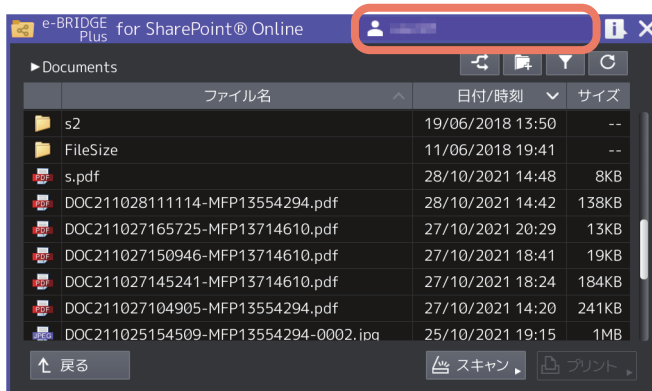 e-BRIDGE Plus for SharePoint® Online
►Documents
ファイル名 日付/時刻 サイズ
s2 19/06/2018 13:50 --
FileSize 11/06/2018 19:41 --
s.pdf 28/10/2021 14:48 8KB
DOC211028111114-MFP13554294.pdf 28/10/2021 14:42 138KB
DOC211027165725-MFP13714610.pdf 27/10/2021 20:29 13KB
DOC211027150946-MFP13714610.pdf 27/10/2021 18:41 19KB
DOC211027145241-MFP13714610.pdf 27/10/2021 18:24 184KB
DOC211027104905-MFP13554294.pdf 27/10/2021 14:20 241KB
DOC211025154509-MFP13554294-0002.jpg 25/10/2021 19:15 1MB
戻る スキャン プリント